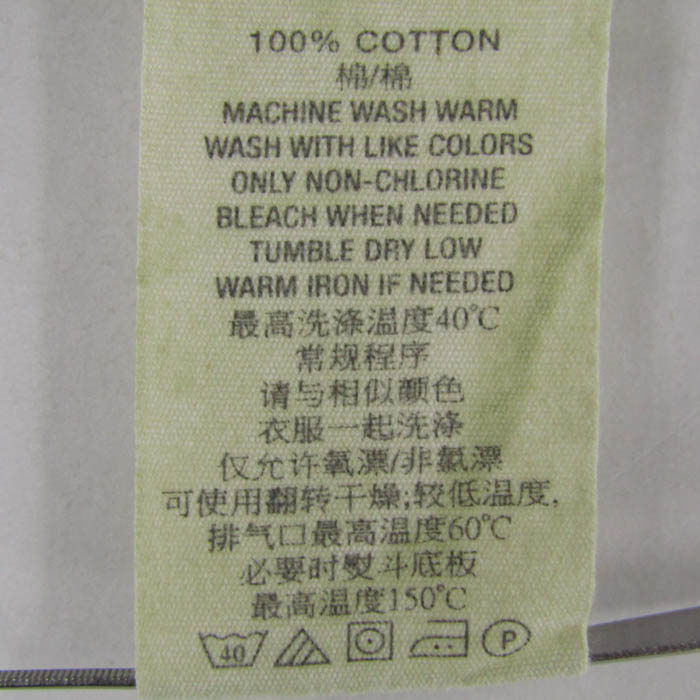 100% COTTON
棉/棉
MACHINE WASH WARM
WASH WITH LIKE COLORS
ONLY NON-CHLORINE
BLEACH WHEN NEEDED
TUMBLE DRY LOW
WARM IRON IF NEEDED
最高洗涤温度40℃
常规程序
请与相似颜色
衣服一起洗涤
仅允许氧漂/非氯漂
可使用翻转干燥;较低温度,
排气口最高温度60℃
必要时熨斗底板
最高温度150℃
40 P